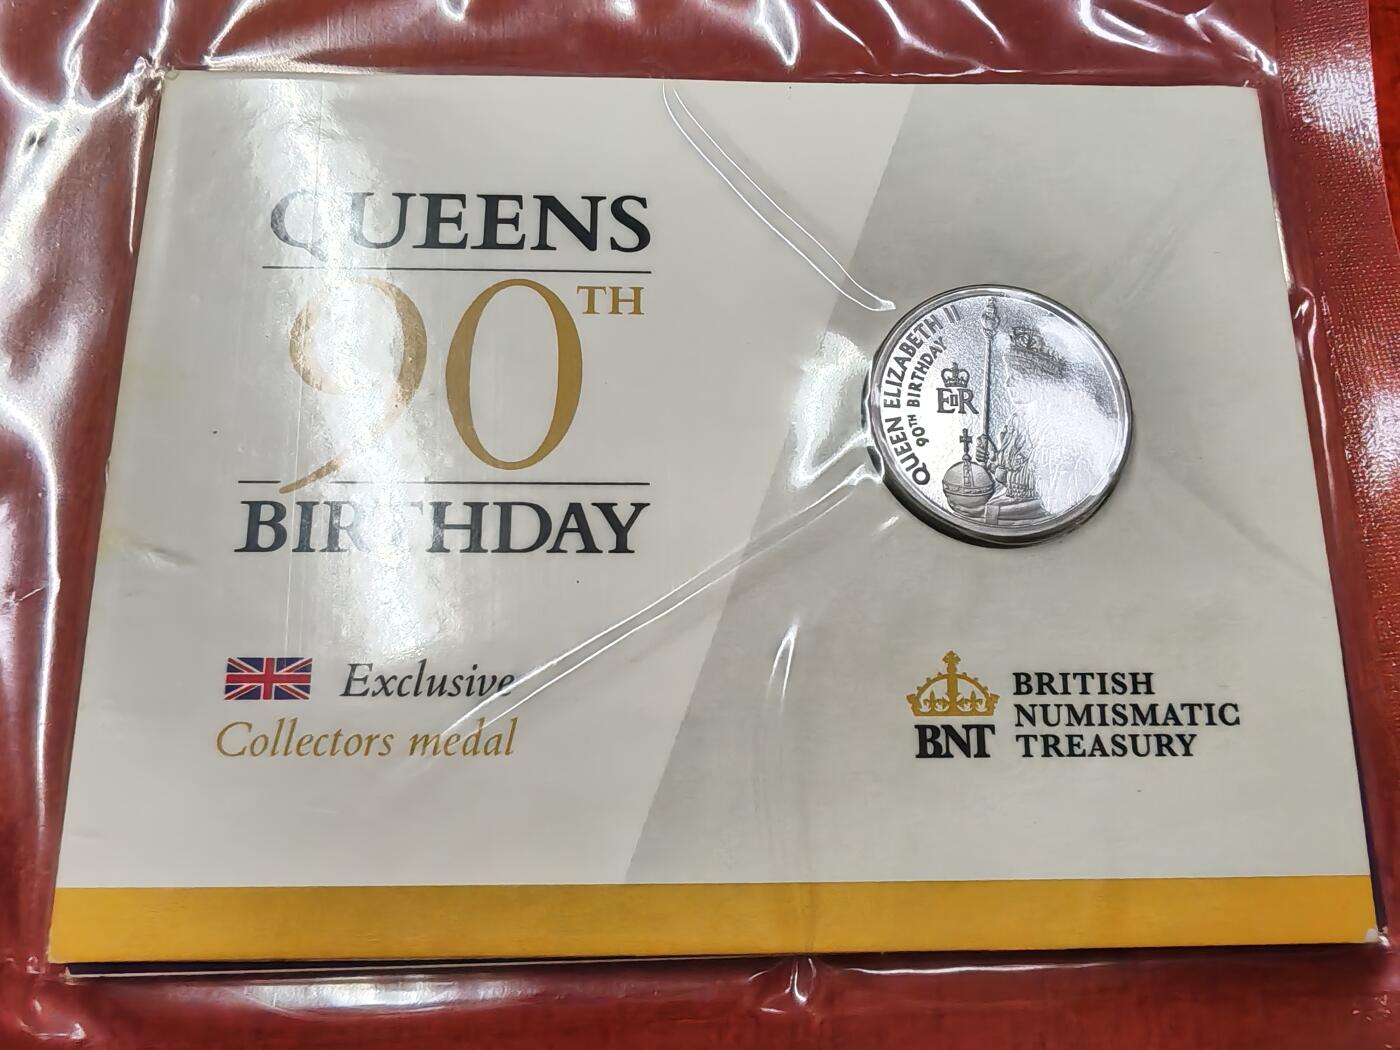 QUEENS
90TH
BIRTHDAY
Exclusive
Collectors medal
QUEEN ELIZABETH II
90TH BIRTHDAY
EIIR
BNT
BRITISH
NUMISMATIC
TREASURY